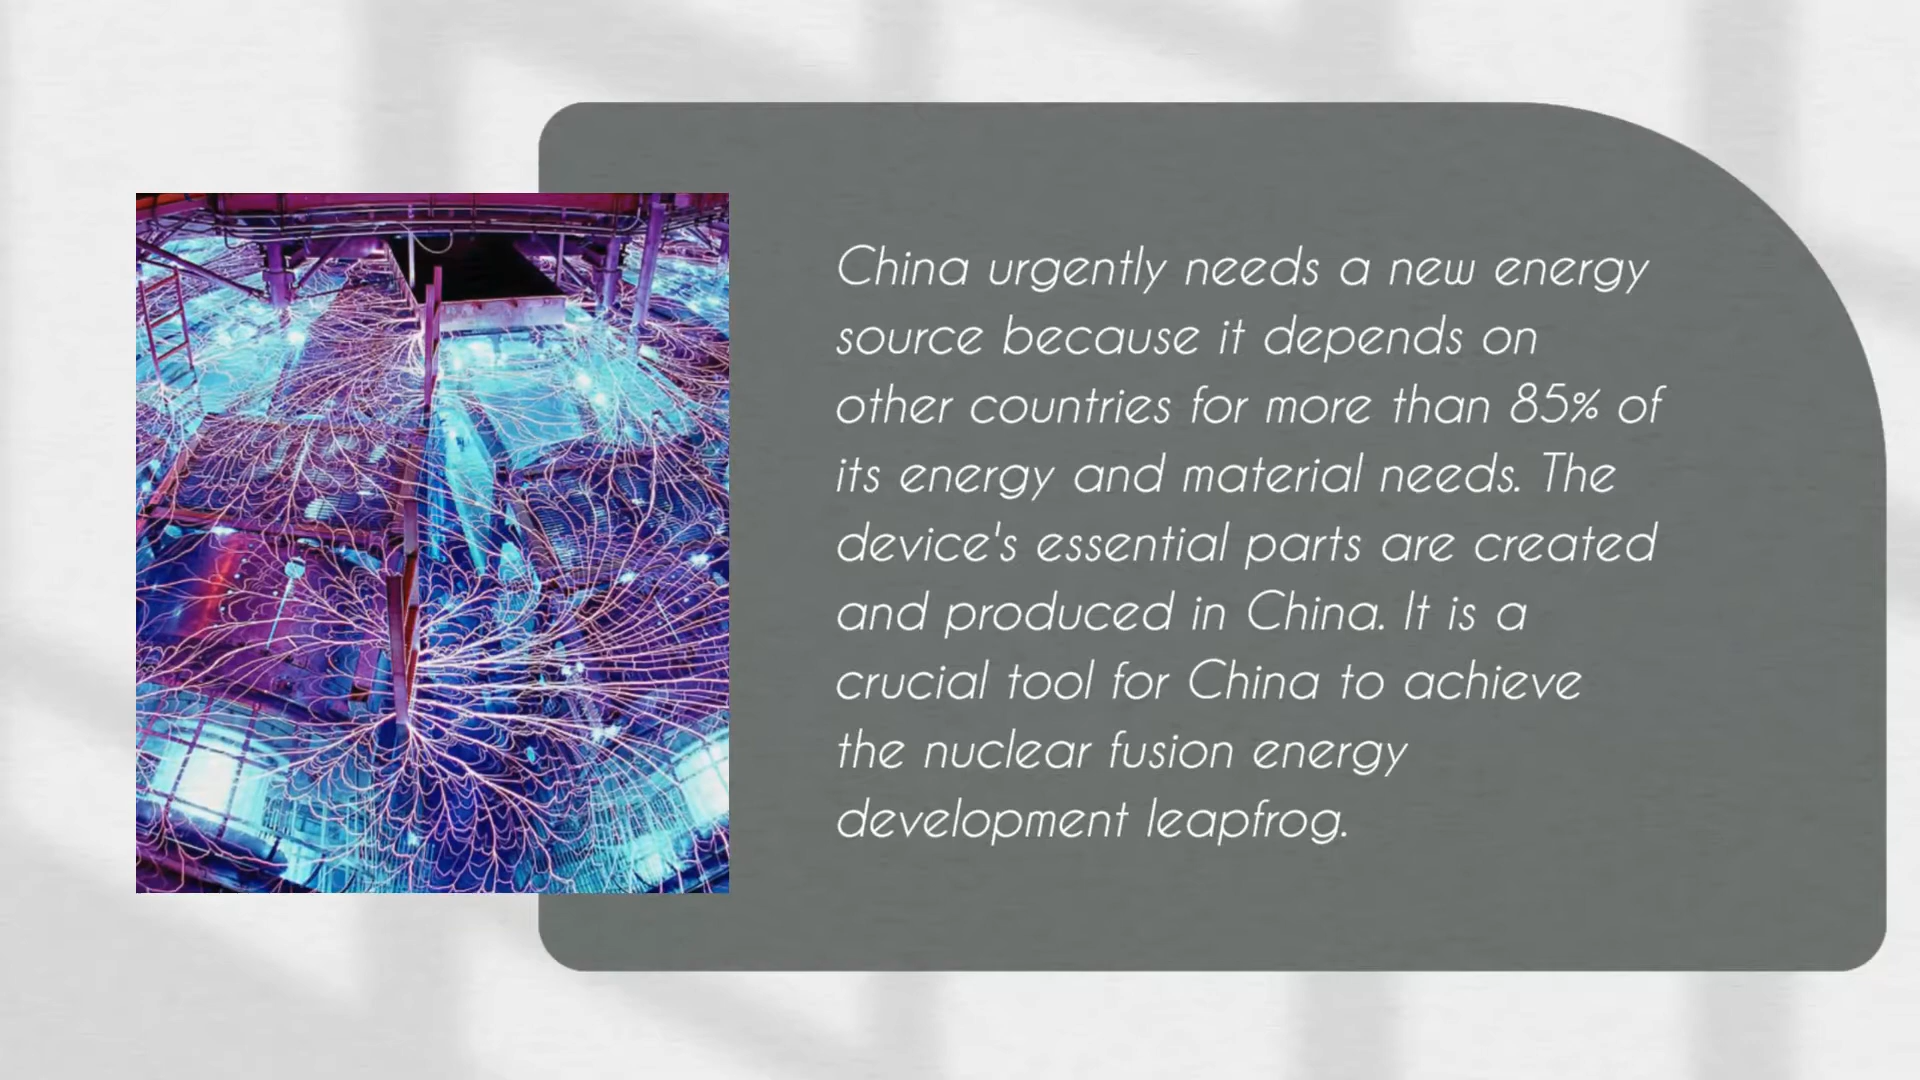 China urgently needs a new energy
source because it depends on
other countries for more than 85% of
its energy and material needs. The
device's essential parts are created
and produced in China. It is a
crucial tool for China to achieve
the nuclear fusion energy
development leapfrog.